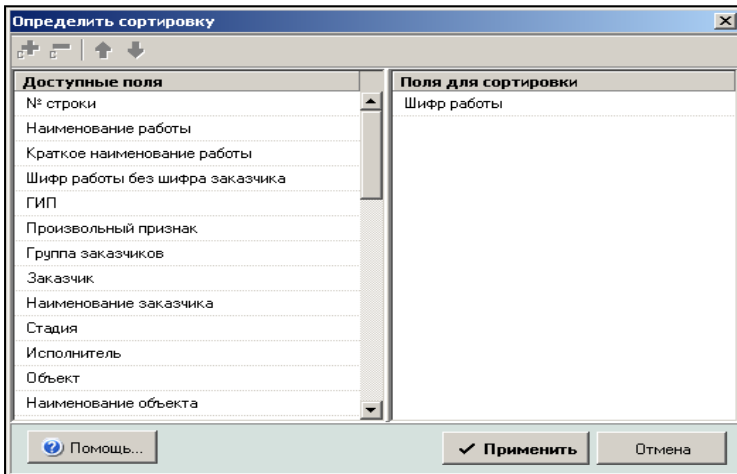 Определить сортировку
Доступные поля
Поля для сортировки
№ строки
Шифр работы
Наименование работы
Краткое наименование работы
Шифр работы без шифра заказчика
ГИП
Произвольный признак
Группа заказчиков
Заказчик
Наименование заказчика
Стадия
Исполнитель
Объект
Наименование объекта
Помощь...
Применить
Отмена